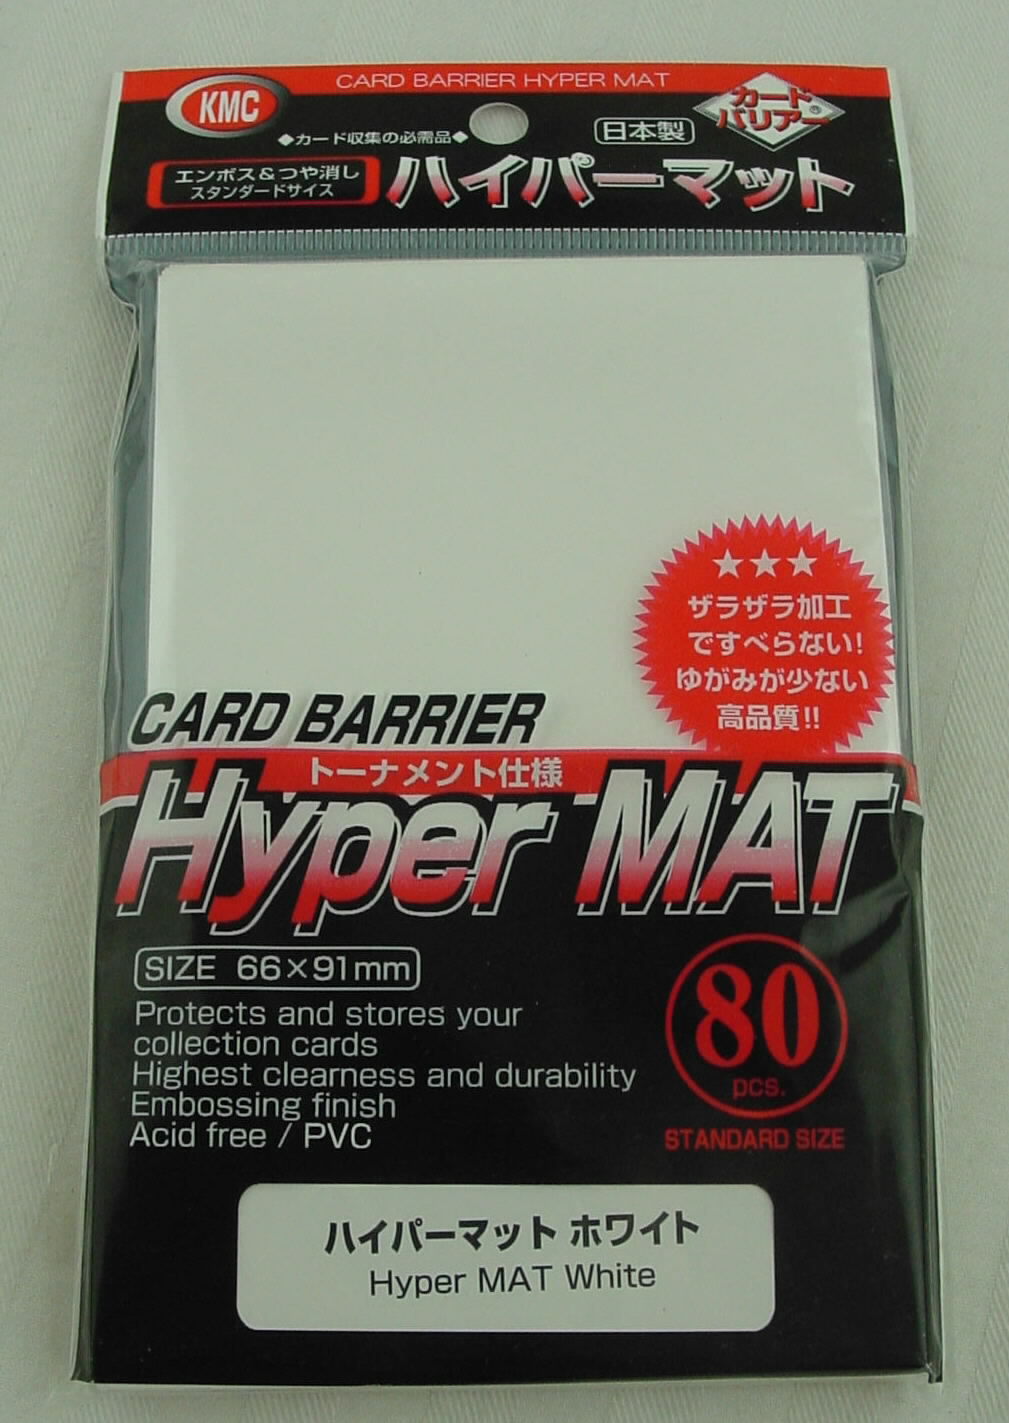 CARD BARRIER HYPER MAT
KMC
カード
バリアー®
◆カード収集の必需品◆
日本製
エンボス&つや消し
スタンダードサイズ
ハイパーマット
★★★
ザラザラ加工
ですべらない!
ゆがみが少ない
高品質!!
CARD BARRIER
トーナメント仕様
Hyper MAT
SIZE 66×91mm
Protects and stores your
collection cards
Highest clearness and durability
Embossing finish
Acid free / PVC
80
pcs.
STANDARD SIZE
ハイパーマット ホワイト
Hyper MAT White